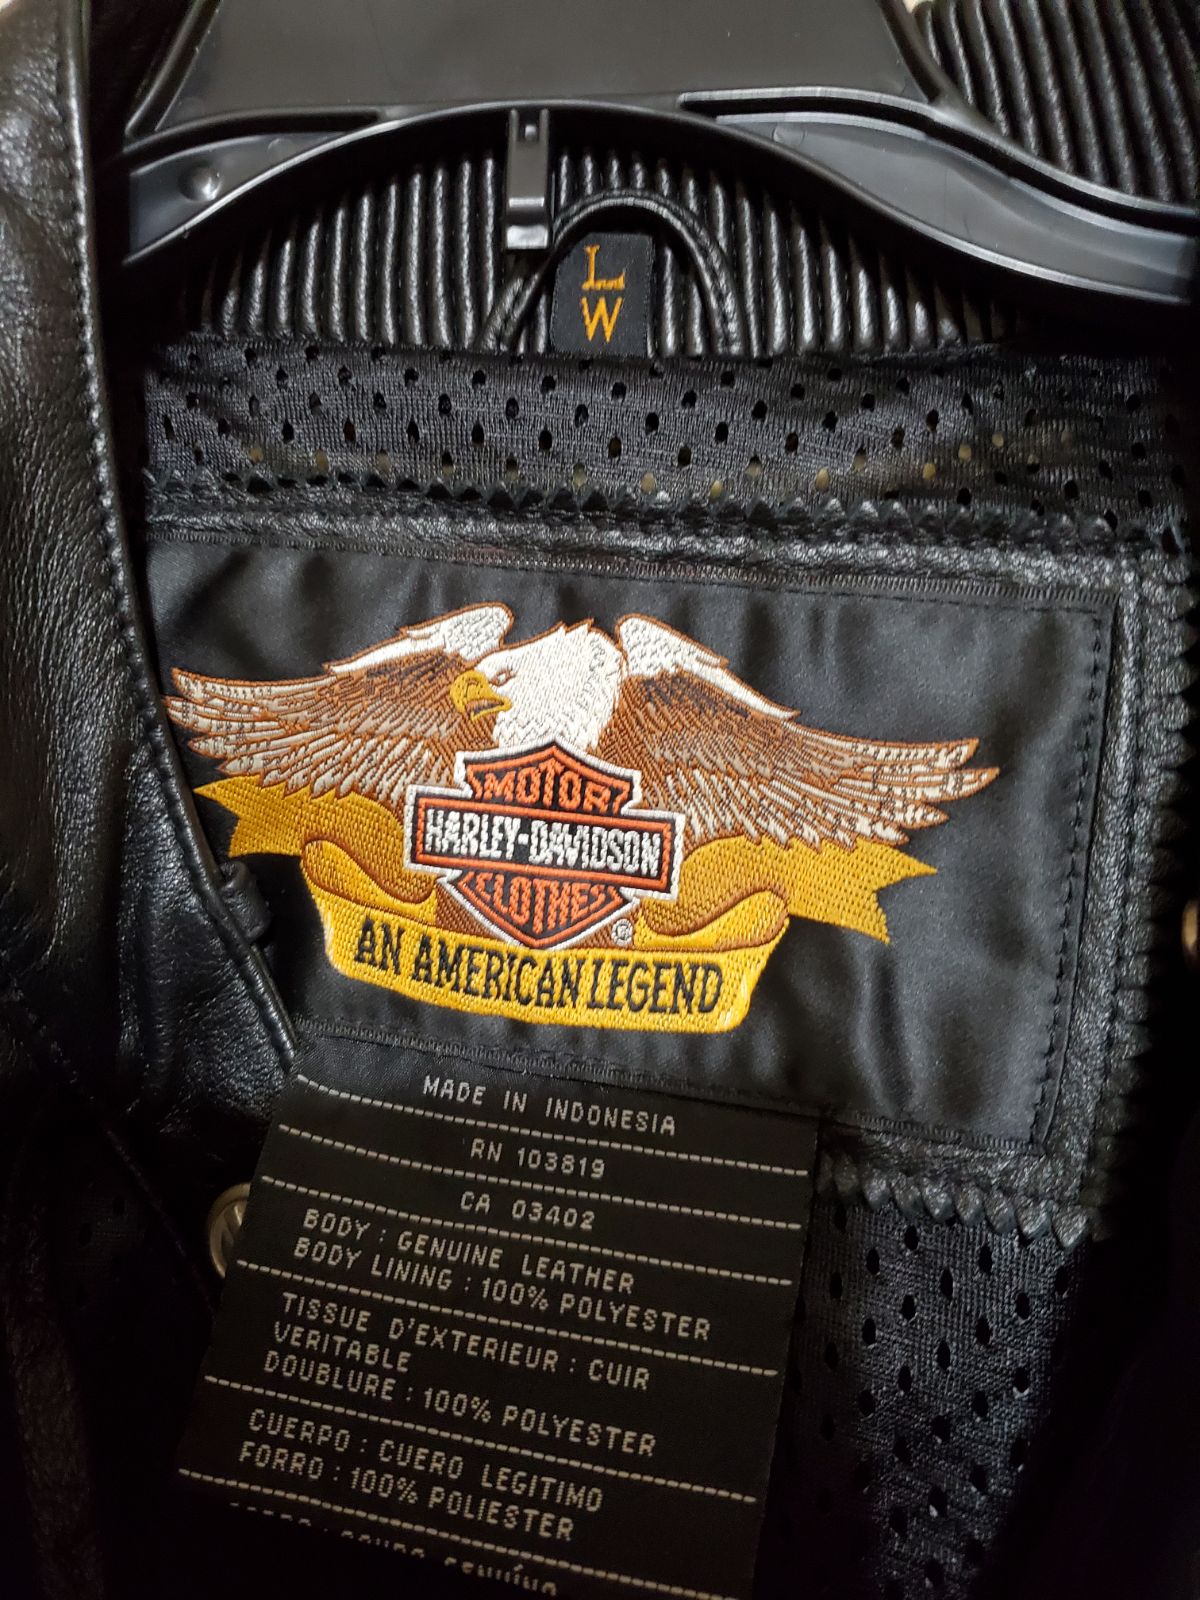 L
W
MOTOR
HARLEY-DAVIDSON
CLOTHES
®
AN AMERICAN LEGEND
MADE IN INDONESIA
RN 103819
CA 03402
BODY : GENUINE LEATHER
BODY LINING : 100% POLYESTER
TISSUE D'EXTERIEUR : CUIR
VERITABLE
DOUBLURE : 100% POLYESTER
CUERPO : CUERO LEGITIMO
FORRO : 100% POLIESTER